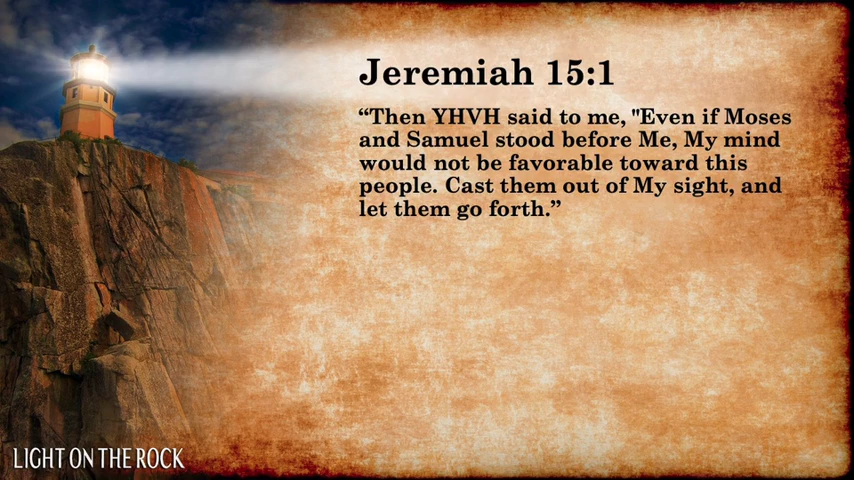 Jeremiah 15:1
“Then YHVH said to me, "Even if Moses
and Samuel stood before Me, My mind
would not be favorable toward this
people. Cast them out of My sight, and
let them go forth.”
LIGHT ON THE ROCK